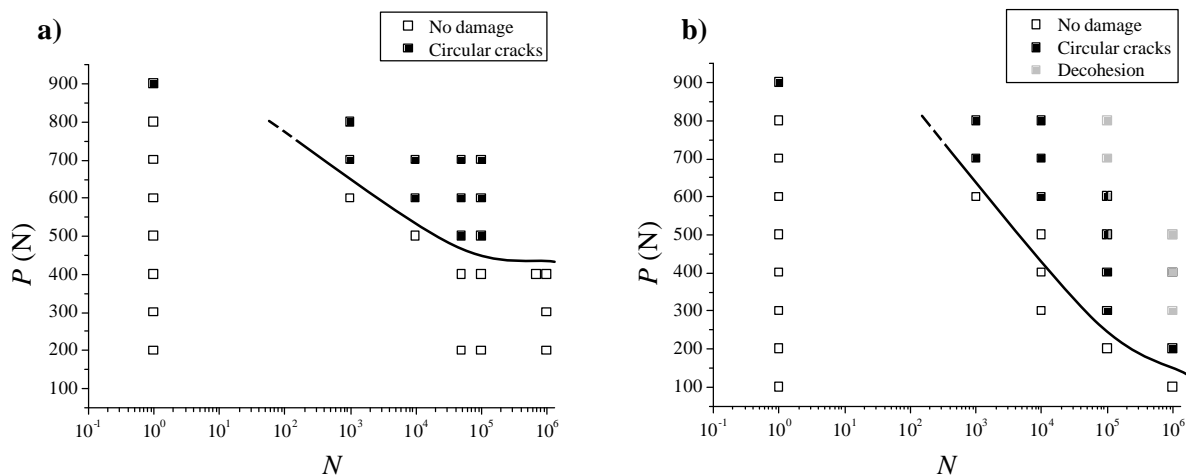 a)
No damage
Circular cracks
P (N)
900
800
700
600
500
400
300
200
100
10⁻¹ 10⁰ 10¹ 10² 10³ 10⁴ 10⁵ 10⁶
N
b)
No damage
Circular cracks
Decohesion
P (N)
900
800
700
600
500
400
300
200
100
10⁻¹ 10⁰ 10¹ 10² 10³ 10⁴ 10⁵ 10⁶
N